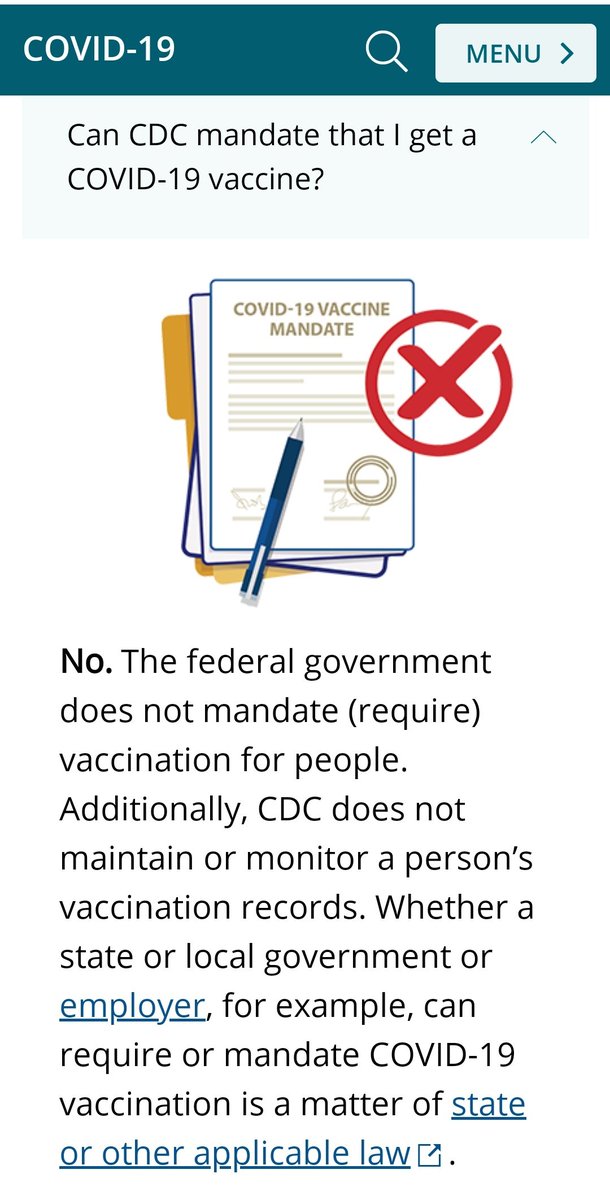 COVID-19
MENU
Can CDC mandate that I get a
COVID-19 vaccine?
COVID-19 VACCINE
MANDATE
No. The federal government
does not mandate (require)
vaccination for people.
Additionally, CDC does not
maintain or monitor a person’s
vaccination records. Whether a
state or local government or
employer, for example, can
require or mandate COVID-19
vaccination is a matter of state
or other applicable law .